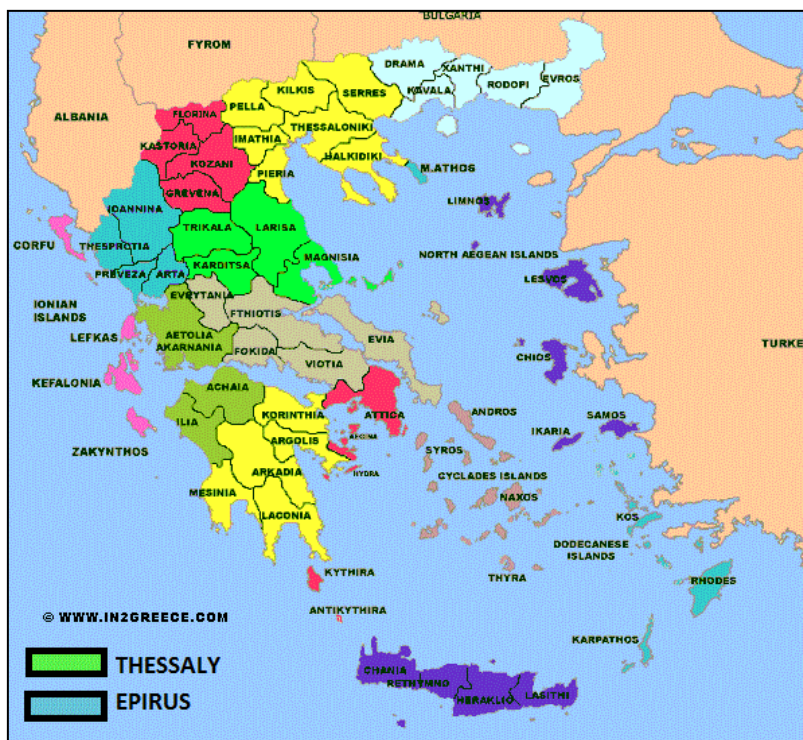 BULGARIA
FYROM
DRAMA
XANTHI
EVROS
KAVALA
RODOPI
KILKIS
SERRES
PELLA
ALBANIA
FLORINA
THESSALONIKI
KASTORIA
IMATHIA
HALKIDIKI
KOZANI
PIERIA
M.ATHOS
GREVENA
LIMNOS
IOANNINA
TRIKALA
LARISA
CORFU
THESPROTIA
NORTH AEGEAN ISLANDS
MAGNISIA
KARDITSA
PREVEZA
ARTA
LESVOS
EVRYTANIA
IONIAN
ISLANDS
FTHIOTIS
LEFKAS
AETOLIA
AKARNANIA
EVIA
TURKE
FOKIDA
VIOTIA
CHIOS
KEFALONIA
ACHAIA
ATTICA
KORINTHIA
ANDROS
SAMOS
ILIA
IKARIA
ZAKYNTHOS
ARGOLIS
AEGENA
SYROS
HYDRA
ARKADIA
CYCLADES ISLANDS
MESINIA
NAXOS
LACONIA
KOS
DODECANESE
ISLANDS
KYTHIRA
THYRA
RHODES
ANTIKYTHIRA
© WWW.IN2GREECE.COM
KARPATHOS
THESSALY
CHANIA
RETHYMNO
HERAKLIO
LASITHI
EPIRUS